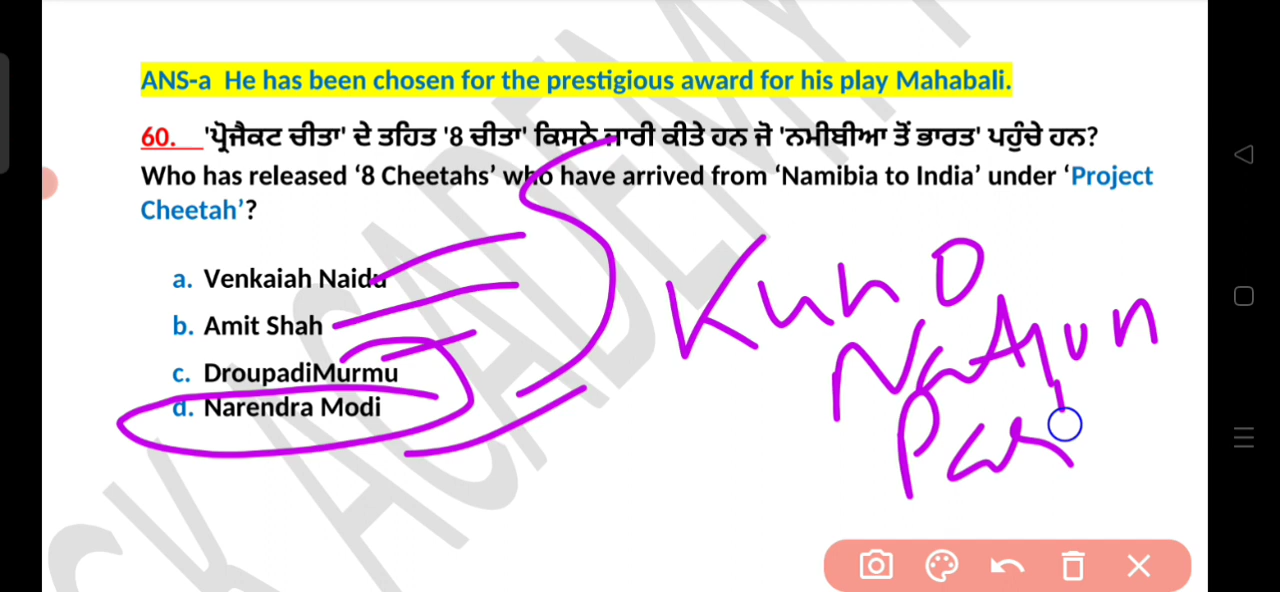 ANS-a He has been chosen for the prestigious award for his play Mahabali.
60. 'ਪ੍ਰੋਜੈਕਟ ਚੀਤਾ' ਦੇ ਤਹਿਤ '8 ਚੀਤਾ' ਕਿਸਨੇ ਜਾਰੀ ਕੀਤੇ ਹਨ ਜੋ 'ਨਮੀਬੀਆ ਤੋਂ ਭਾਰਤ' ਪਹੁੰਚੇ ਹਨ?
Who has released ‘8 Cheetahs’ who have arrived from ‘Namibia to India’ under ‘Project
Cheetah’?
a. Venkaiah Naidu
b. Amit Shah
c. DroupadiMurmu
d. Narendra Modi
Kuno
ACADEMY